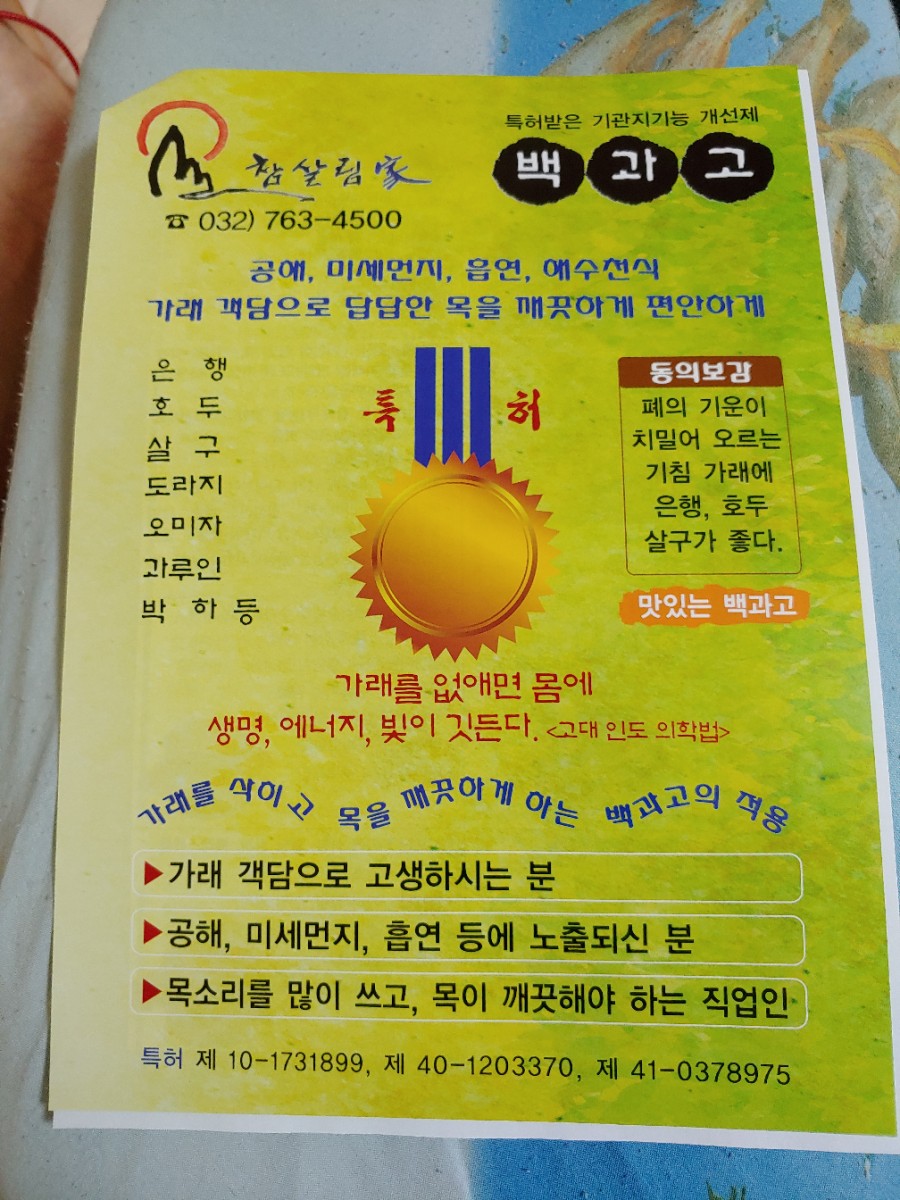 참살림家
☎ 032) 763-4500
특허받은 기관지기능 개선제
백과고
공해, 미세먼지, 흡연, 해수천식
가래 객담으로 답답한 목을 깨끗하게 편안하게
은 행
호 두
살 구
도라지
오미자
과루인
박 하 등
특 허
동의보감
폐의 기운이
치밀어 오르는
기침 가래에
은행, 호두
살구가 좋다.
맛있는 백과고
가래를 없애면 몸에
생명, 에너지, 빛이 깃든다. <고대 인도 의학법>
가래를 삭히고 목을 깨끗하게 하는 백과고의 적용
▶가래 객담으로 고생하시는 분
▶공해, 미세먼지, 흡연 등에 노출되신 분
▶목소리를 많이 쓰고, 목이 깨끗해야 하는 직업인
특허 제 10-1731899, 제 40-1203370, 제 41-0378975